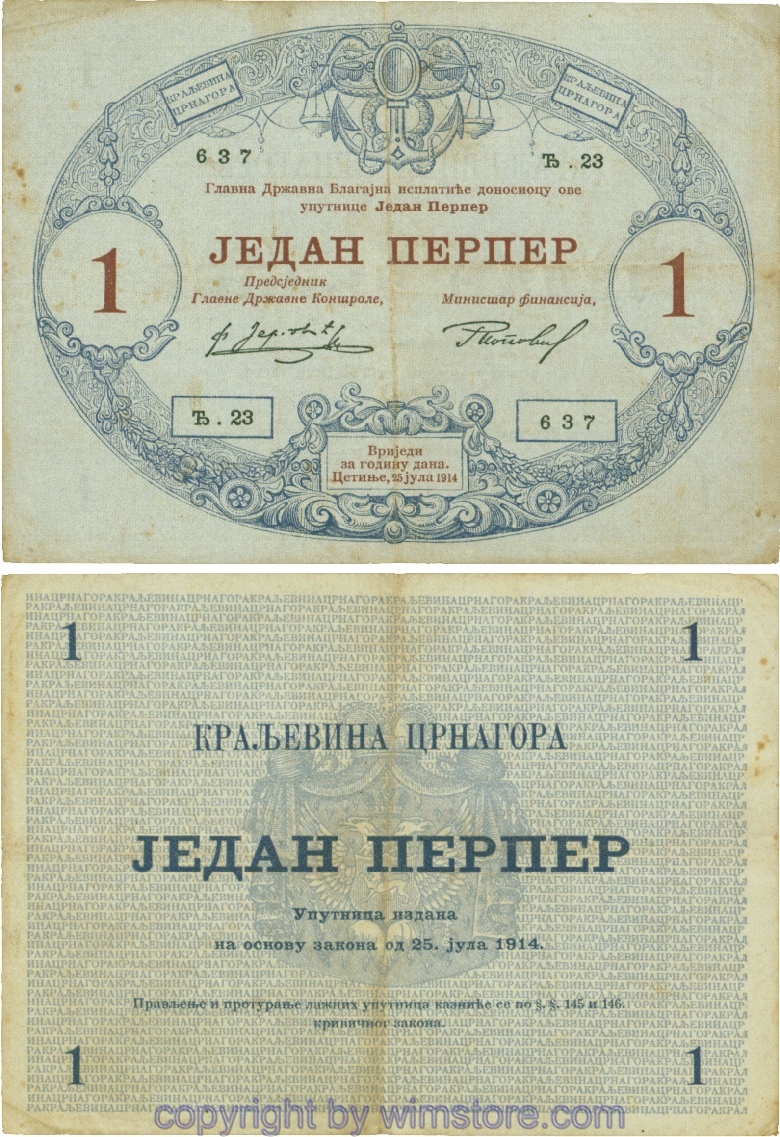 КРАЉЕВИНА
ЦРНАГОРА
КРАЉЕВИНА
ЦРНАГОРА
637
Ђ.23
Главна Државна Благајна исплатиће доносиоцу ове
упутнице Један Перпер
ЈЕДАН ПЕРПЕР
1
1
Предсједник
Главне Државне Контроле,
Министар финансија,
Ђ.23
637
Вриједи
за годину дана.
Цетиње, 25 јула 1914
1
1
КРАЉЕВИНА ЦРНАГОРА
ЈЕДАН ПЕРПЕР
Упутница издана
на основу закона од 25. јула 1914.
Прављење и протурање лажних упутница казниће се по §. §. 145 и 146.
кривичног закона.
1
1
copyright by wimstore.com